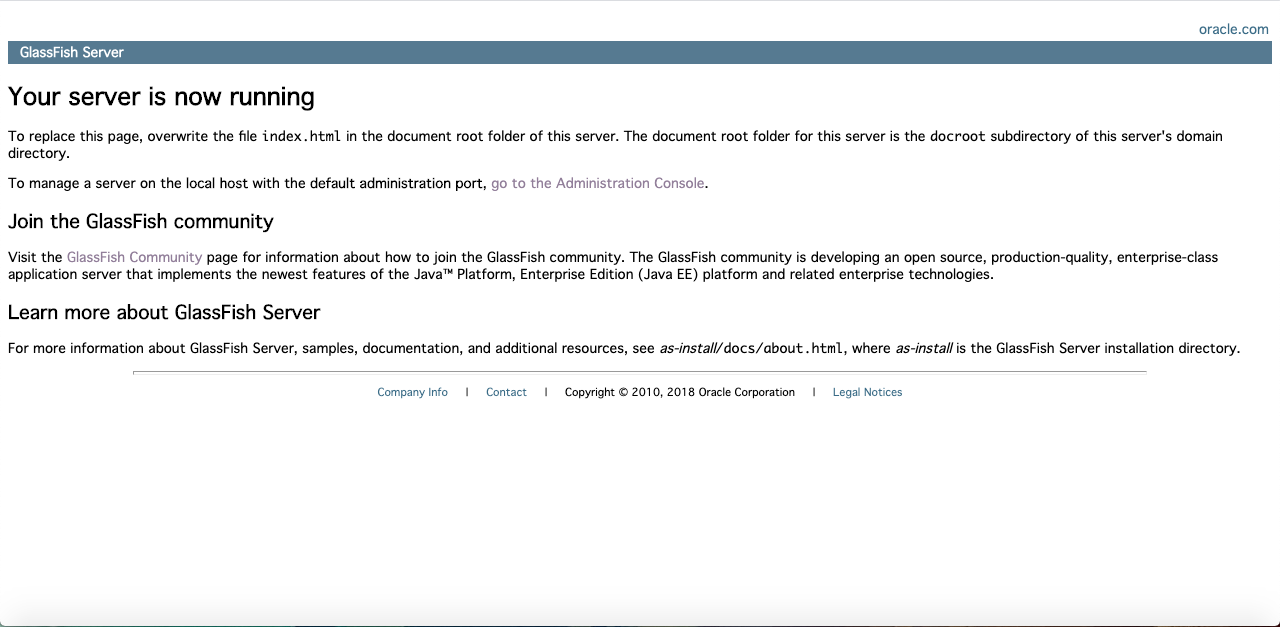 oracle.com
GlassFish Server
Your server is now running
To replace this page, overwrite the file index.html in the document root folder of this server. The document root folder for this server is the docroot subdirectory of this server's domain
directory.
To manage a server on the local host with the default administration port, go to the Administration Console.
Join the GlassFish community
Visit the GlassFish Community page for information about how to join the GlassFish community. The GlassFish community is developing an open source, production-quality, enterprise-class
application server that implements the newest features of the Java™ Platform, Enterprise Edition (Java EE) platform and related enterprise technologies.
Learn more about GlassFish Server
For more information about GlassFish Server, samples, documentation, and additional resources, see as-install/docs/about.html, where as-install is the GlassFish Server installation directory.
Company Info | Contact | Copyright © 2010, 2018 Oracle Corporation | Legal Notices